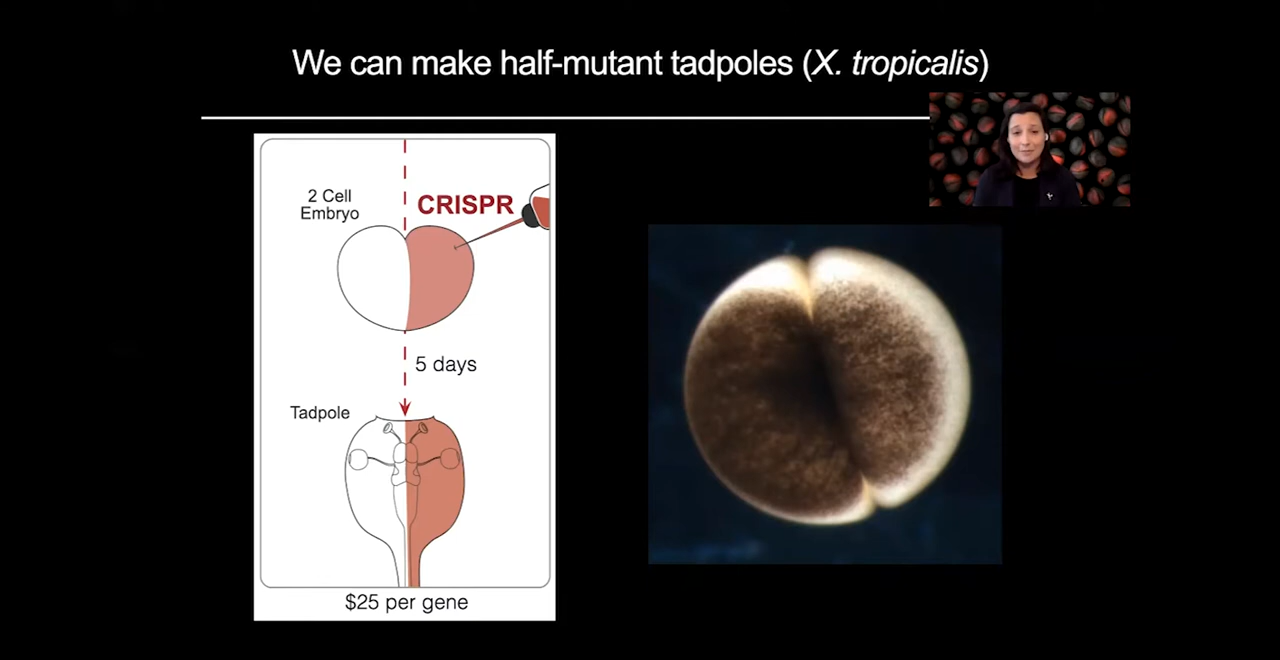 We can make half-mutant tadpoles (X. tropicalis)
2 Cell
Embryo
CRISPR
5 days
Tadpole
$25 per gene